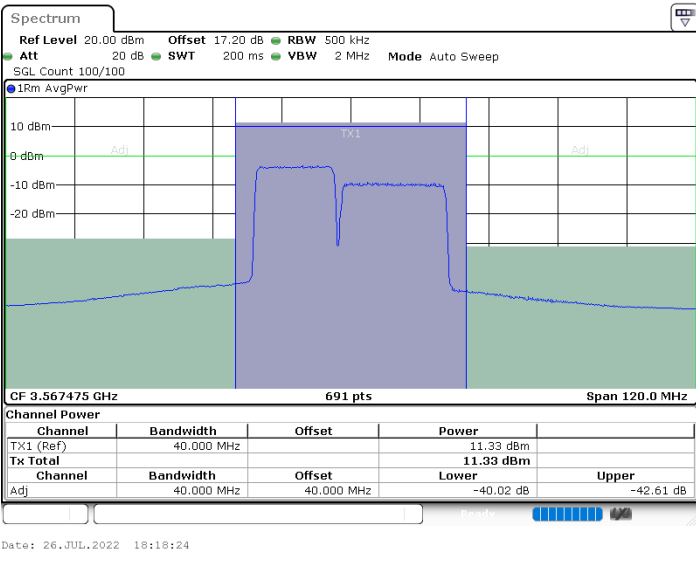 Spectrum
Ref Level 20.00 dBm Offset 17.20 dB RBW 500 kHz
Att 20 dB SWT 200 ms VBW 2 MHz Mode Auto Sweep
SGL Count 100/100
1Rm AvgPwr
10 dBm
TX1
Adj Adj
0 dBm
-10 dBm
-20 dBm
CF 3.567475 GHz 691 pts Span 120.0 MHz
Channel Power
Channel Bandwidth Offset Power
TX1 (Ref) 40.000 MHz 11.33 dBm
Tx Total 11.33 dBm
Channel Bandwidth Offset Lower Upper
Adj 40.000 MHz 40.000 MHz -40.02 dB -42.61 dB
Ready
Date: 26.JUL.2022 18:18:24